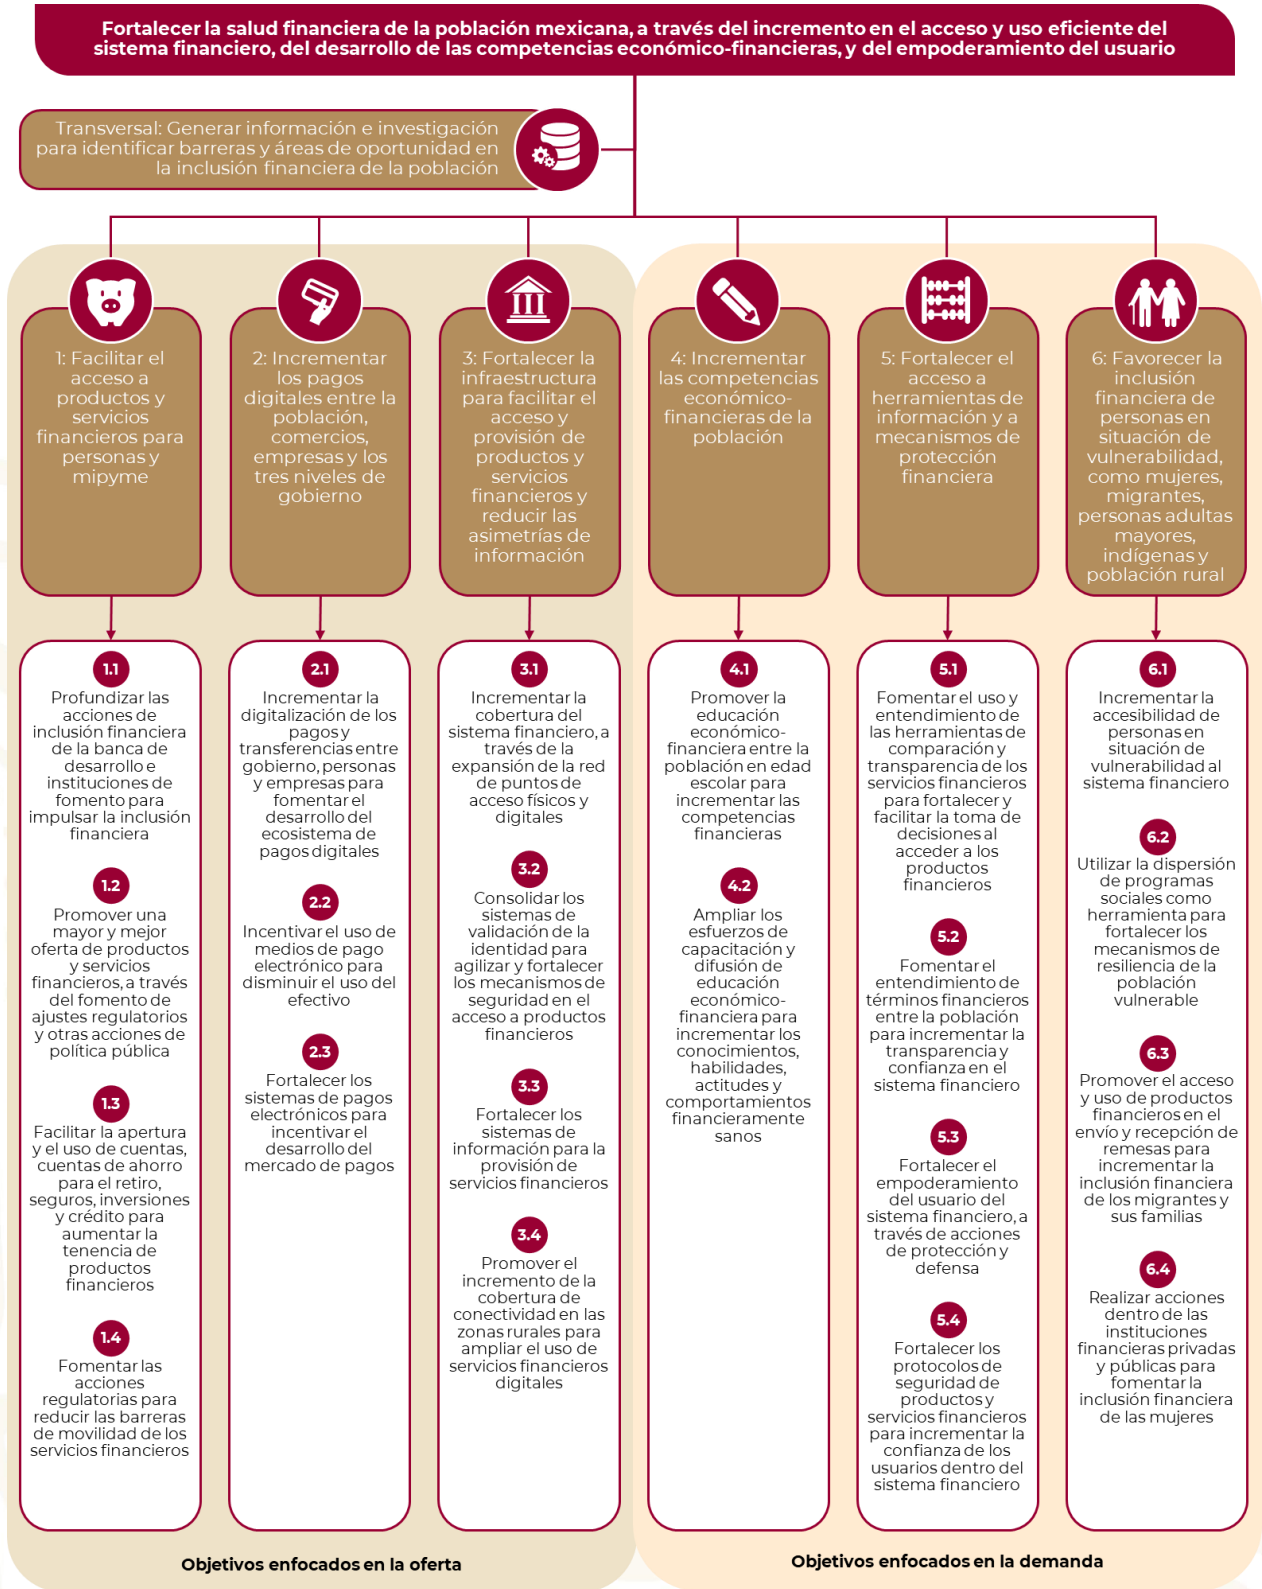 Fortalecer la salud financiera de la población mexicana, a través del incremento en el acceso y uso eficiente del
sistema financiero, del desarrollo de las competencias económico-financieras, y del empoderamiento del usuario
Transversal: Generar información e investigación
para identificar barreras y áreas de oportunidad en
la inclusión financiera de la población
1: Facilitar el
acceso a
productos y
servicios
financieros para
personas y
mipyme
2: Incrementar
los pagos
digitales entre la
población,
comercios,
empresas y los
tres niveles de
gobierno
3: Fortalecer la
infraestructura
para facilitar el
acceso y
provisión de
productos y
servicios
financieros y
reducir las
asimetrías de
información
4: Incrementar
las competencias
económico-
financieras de la
población
5: Fortalecer el
acceso a
herramientas de
información y a
mecanismos de
protección
financiera
6: Favorecer la
inclusión
financiera de
personas en
situación de
vulnerabilidad,
como mujeres,
migrantes,
personas adultas
mayores,
indígenas y
población rural
1.1
Profundizar las
acciones de
inclusión financiera
de la banca de
desarrollo e
instituciones de
fomento para
impulsar la inclusión
financiera
1.2
Promover una
mayor y mejor
oferta de productos
y servicios
financieros, a través
del fomento de
ajustes regulatorios
y otras acciones de
política pública
1.3
Facilitar la apertura
y el uso de cuentas,
cuentas de ahorro
para el retiro,
seguros, inversiones
y crédito para
aumentar la
tenencia de
productos
financieros
1.4
Fomentar las
acciones
regulatorias para
reducir las barreras
de movilidad de los
servicios financieros
2.1
Incrementar la
digitalización de los
pagos y
transferencias entre
gobierno, personas
y empresas para
fomentar el
desarrollo del
ecosistema de
pagos digitales
2.2
Incentivar el uso de
medios de pago
electrónico para
disminuir el uso del
efectivo
2.3
Fortalecer los
sistemas de pagos
electrónicos para
incentivar el
desarrollo del
mercado de pagos
3.1
Incrementar la
cobertura del
sistema financiero, a
través de la
expansión de la red
de puntos de
acceso físicos y
digitales
3.2
Consolidar los
sistemas de
validación de la
identidad para
agilizar y fortalecer
los mecanismos de
seguridad en el
acceso a productos
financieros
3.3
Fortalecer los
sistemas de
información para la
provisión de
servicios financieros
3.4
Promover el
incremento de la
cobertura de
conectividad en las
zonas rurales para
ampliar el uso de
servicios financieros
digitales
4.1
Promover la
educación
económico-
financiera entre la
población en edad
escolar para
incrementar las
competencias
financieras
4.2
Ampliar los
esfuerzos de
capacitación y
difusión de
educación
económico-
financiera para
incrementar los
conocimientos,
habilidades,
actitudes y
comportamientos
financieramente
sanos
5.1
Fomentar el uso y
entendimiento de
las herramientas de
comparación y
transparencia de los
servicios financieros
para fortalecer y
facilitar la toma de
decisiones al
acceder a los
productos
financieros
5.2
Fomentar el
entendimiento de
términos financieros
entre la población
para incrementar la
transparencia y
confianza en el
sistema financiero
5.3
Fortalecer el
empoderamiento
del usuario del
sistema financiero, a
través de acciones
de protección y
defensa
5.4
Fortalecer los
protocolos de
seguridad de
productos y
servicios financieros
para incrementar la
confianza de los
usuarios dentro del
sistema financiero
6.1
Incrementar la
accesibilidad de
personas en
situación de
vulnerabilidad al
sistema financiero
6.2
Utilizar la dispersión
de programas
sociales como
herramienta para
fortalecer los
mecanismos de
resiliencia de la
población
vulnerable
6.3
Promover el acceso
y uso de productos
financieros en el
envío y recepción de
remesas para
incrementar la
inclusión financiera
de los migrantes y
sus familias
6.4
Realizar acciones
dentro de las
instituciones
financieras privadas
y públicas para
fomentar la
inclusión financiera
de las mujeres
Objetivos enfocados en la oferta
Objetivos enfocados en la demanda